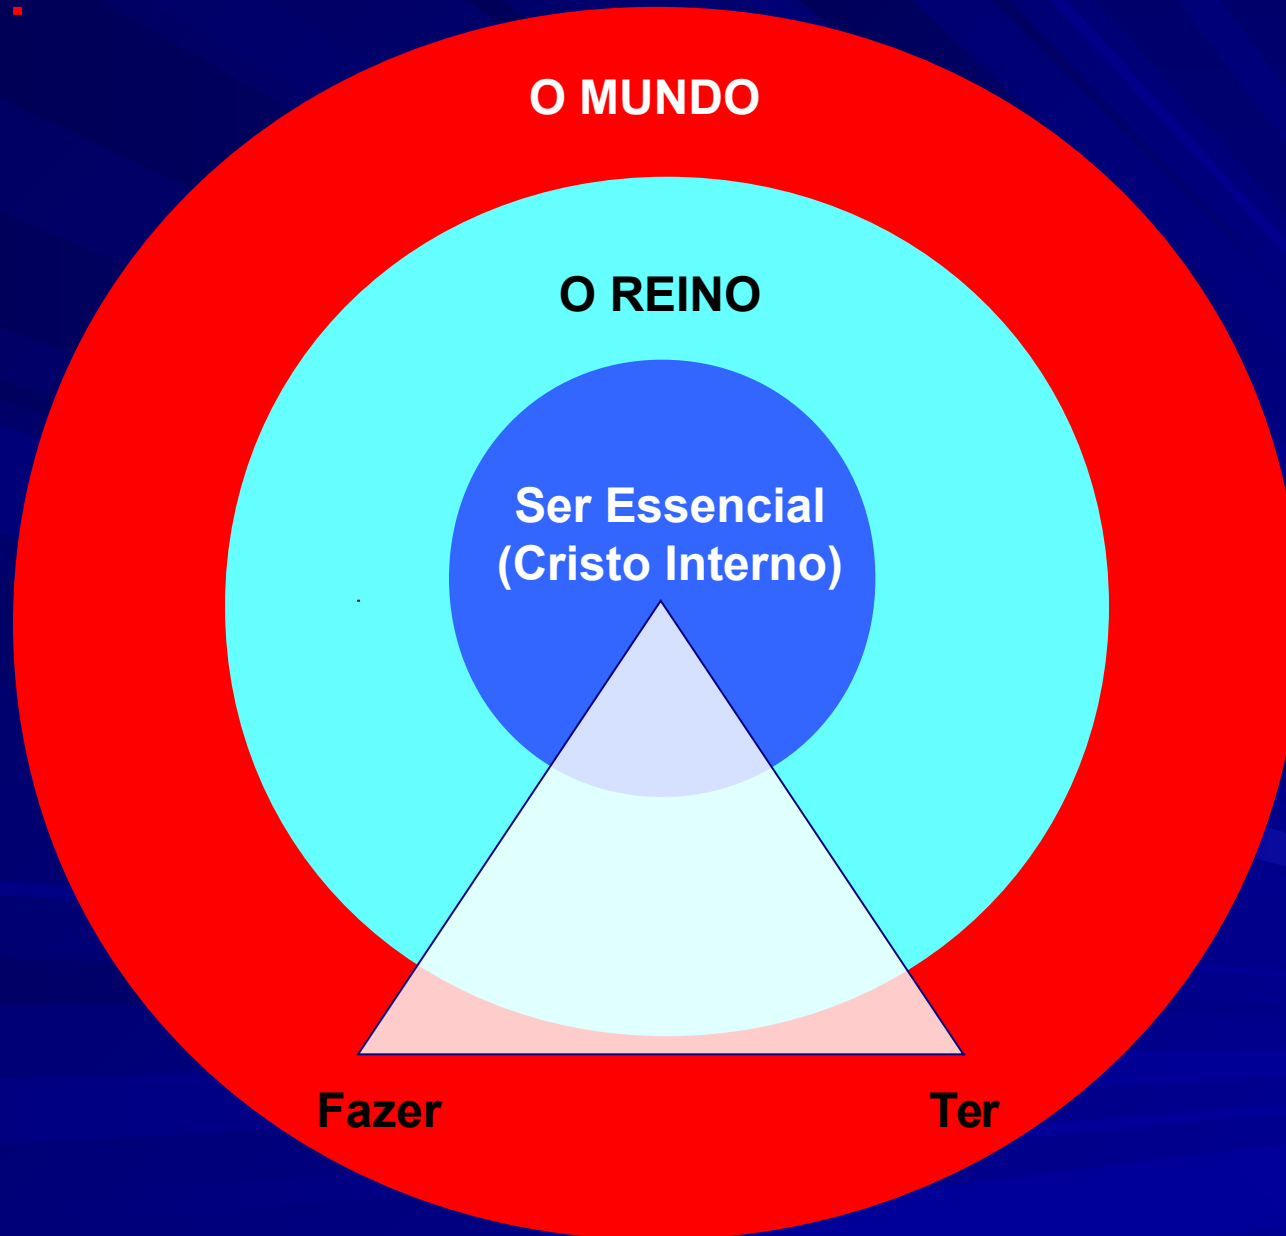 O MUNDO
O REINO
Ser Essencial
(Cristo Interno)
Fazer
Ter